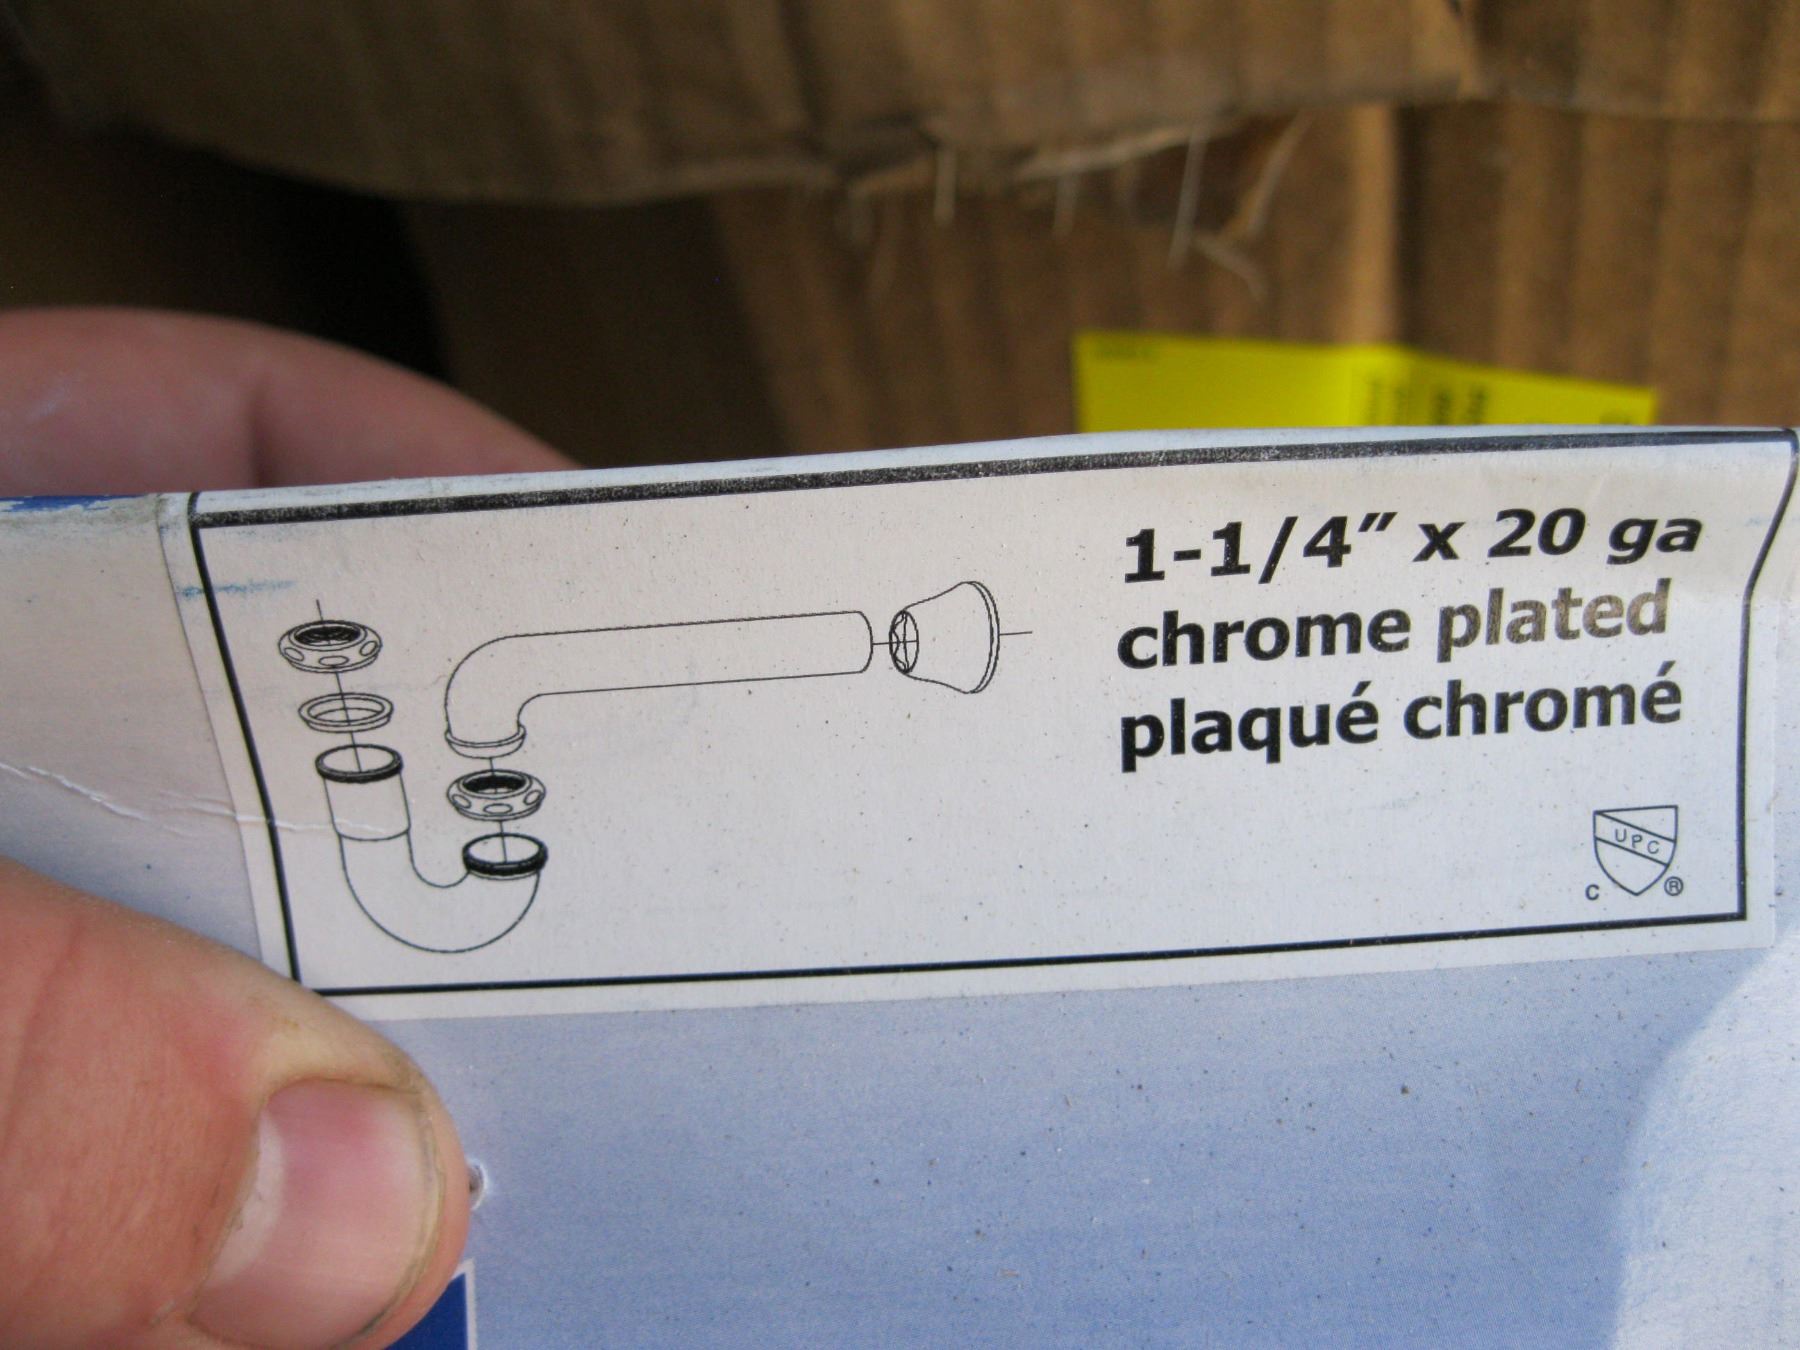 1-1/4" x 20 ga
chrome plated
plaqué chromé
UPC
C ®